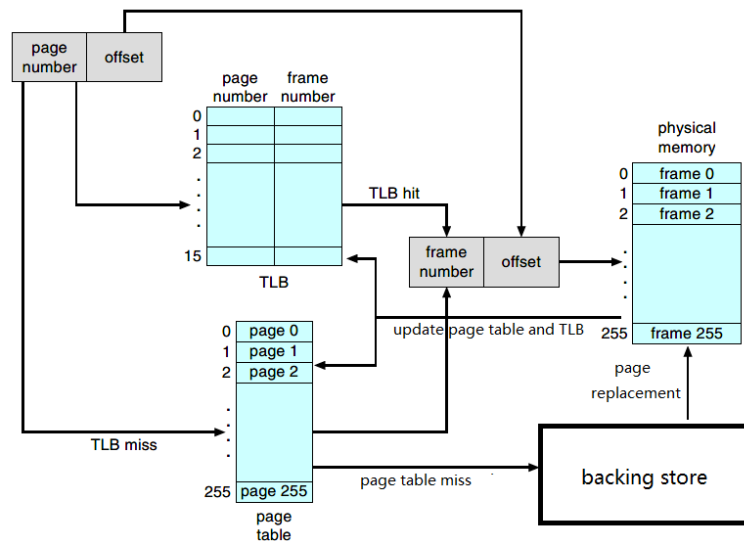 page
number
offset
page
number
frame
number
0
1
2
15
TLB
TLB hit
frame
number
offset
physical
memory
0
frame 0
1
frame 1
2
frame 2
255
frame 255
update page table and TLB
0
page 0
1
page 1
2
page 2
255
page 255
page
table
TLB miss
page table miss
page
replacement
backing store